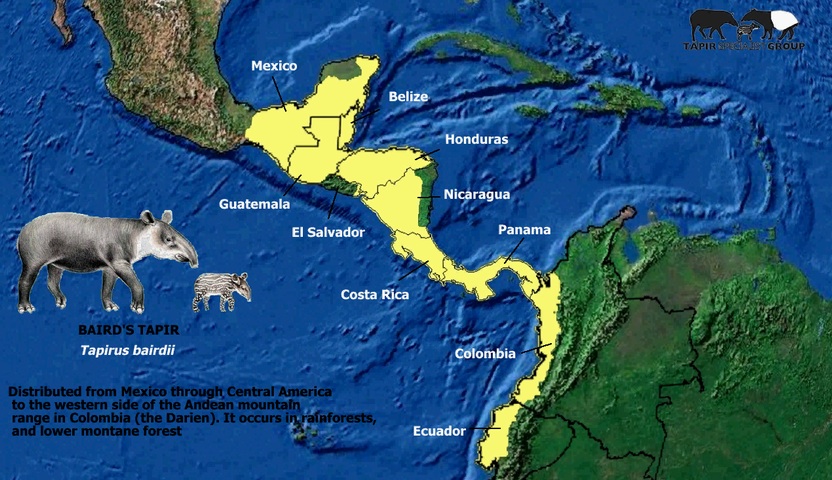 TAPIR SPECIALIST GROUP
Mexico
Belize
Honduras
Guatemala
Nicaragua
El Salvador
Panama
Costa Rica
BAIRD'S TAPIR
Tapirus bairdii
Colombia
Distributed from Mexico through Central America
to the western side of the Andean mountain
range in Colombia (the Darien). It occurs in rainforests,
and lower montane forest
Ecuador